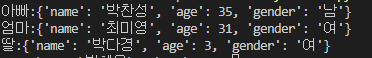 아빠:{'name': '박찬성', 'age': 35, 'gender': '남'}
엄마:{'name': '최미영', 'age': 31, 'gender': '여'}
딸:{'name': '박다경', 'age': 3, 'gender': '여'}